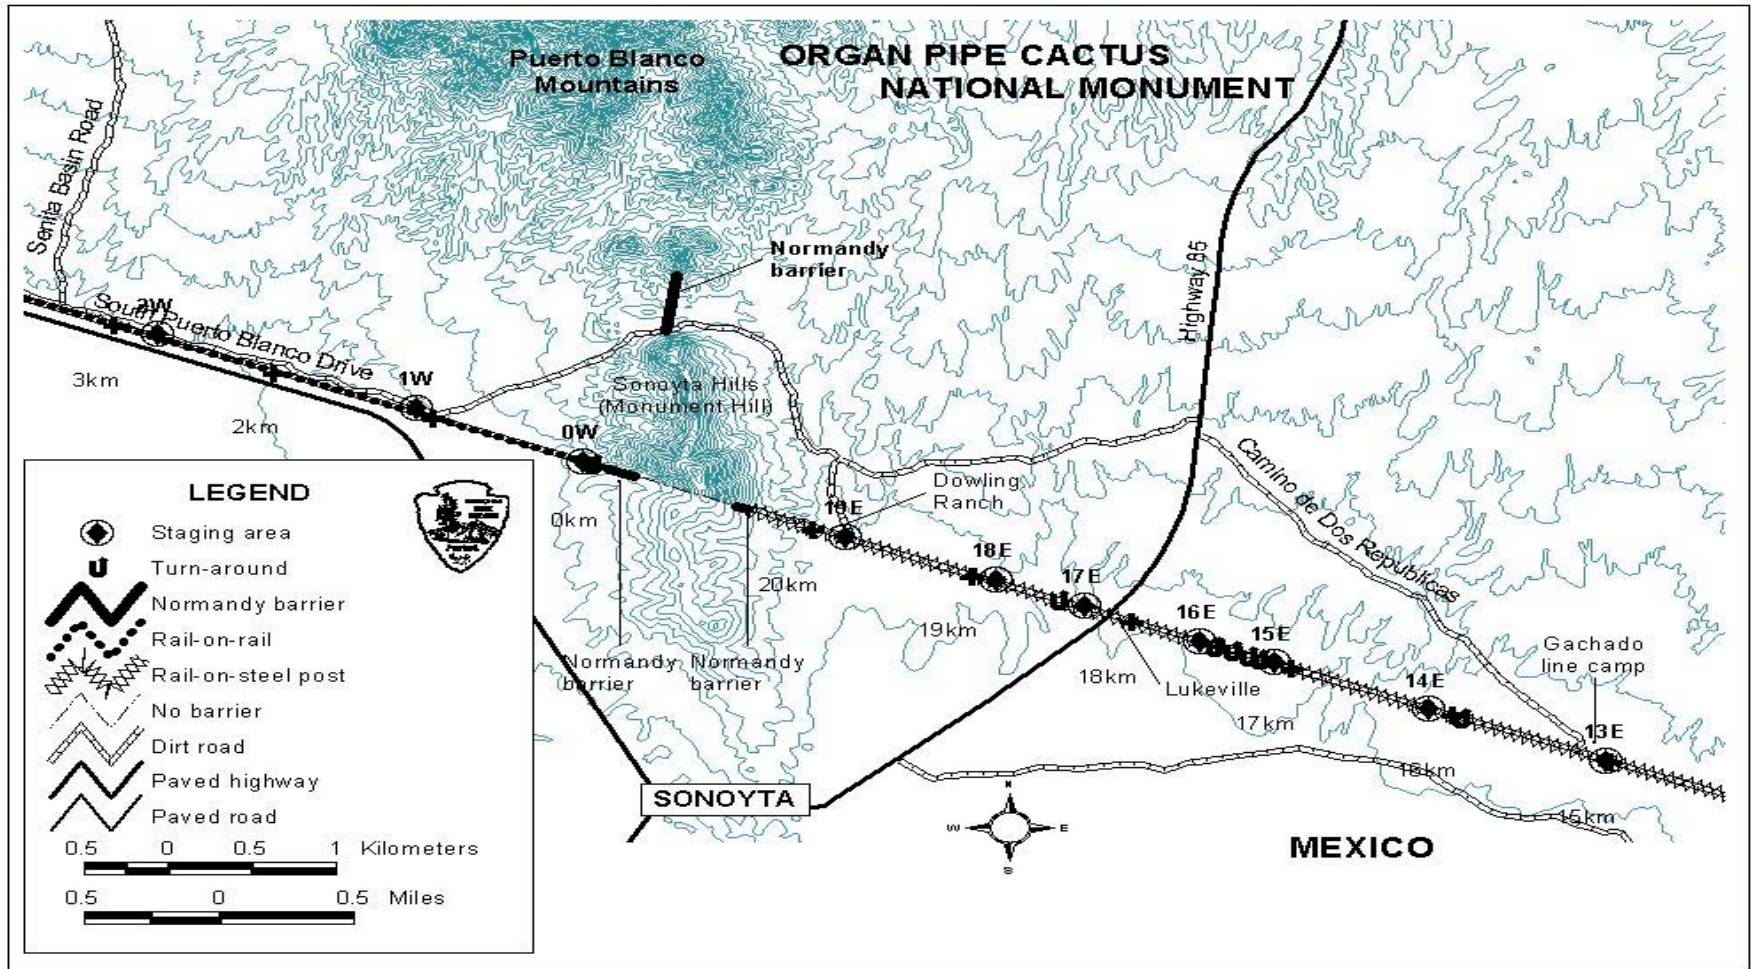 Puerto Blanco
Mountains
ORGAN PIPE CACTUS
NATIONAL MONUMENT
Senita Basin Road
Normandy
barrier
Highway 85
South Puerto Blanco Drive
2W
3km
1W
2km
Sonoyta Hills
(Monument Hill)
0W
0km
Dowling
Ranch
19E
Camino de Dos Republicas
18E
20km
17E
19km
16E
15E
Gachado
line camp
Normandy
barrier
Normandy
barrier
18km
Lukeville
14E
17km
13E
16km
15km
SONOYTA
N
W
E
S
MEXICO
LEGEND
Staging area
Turn-around
Normandy barrier
Rail-on-rail
Rail-on-steel post
No barrier
Dirt road
Paved highway
Paved road
0.5 0 0.5 1 Kilometers
0.5 0 0.5 Miles